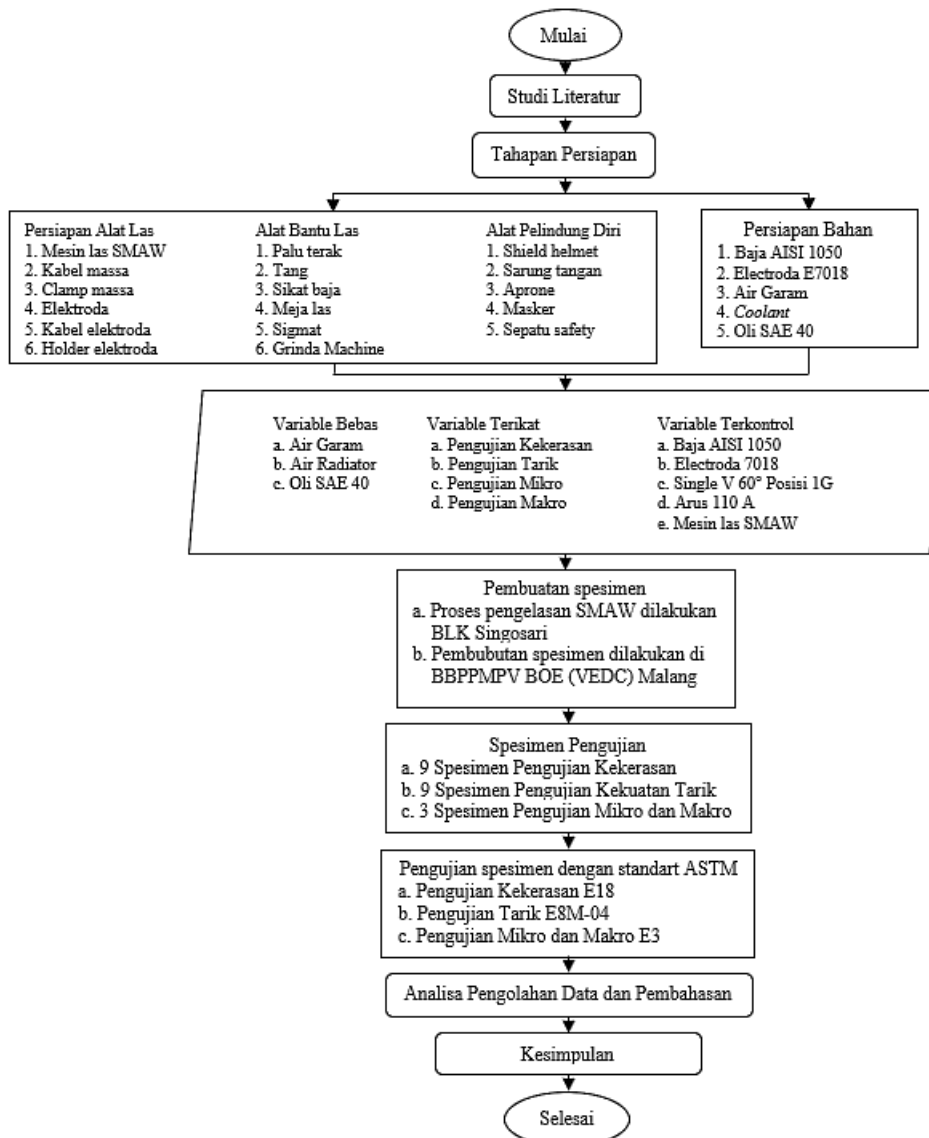 Mulai
Studi Literatur
Tahapan Persiapan
Persiapan Alat Las
1. Mesin las SMAW
2. Kabel massa
3. Clamp massa
4. Elektroda
5. Kabel elektroda
6. Holder elektroda
Alat Bantu Las
1. Palu terak
2. Tang
3. Sikat baja
4. Meja las
5. Sigmat
6. Grinda Machine
Alat Pelindung Diri
1. Shield helmet
2. Sarung tangan
3. Aprone
4. Masker
5. Sepatu safety
Persiapan Bahan
1. Baja AISI 1050
2. Electroda E7018
3. Air Garam
4. Coolant
5. Oli SAE 40
Variable Bebas
a. Air Garam
b. Air Radiator
c. Oli SAE 40
Variable Terikat
a. Pengujian Kekerasan
b. Pengujian Tarik
c. Pengujian Mikro
d. Pengujian Makro
Variable Terkontrol
a. Baja AISI 1050
b. Electroda 7018
c. Single V 60° Posisi 1G
d. Arus 110 A
e. Mesin las SMAW
Pembuatan spesimen
a. Proses pengelasan SMAW dilakukan
BLK Singosari
b. Pembubutan spesimen dilakukan di
BBPPMPV BOE (VEDC) Malang
Spesimen Pengujian
a. 9 Spesimen Pengujian Kekerasan
b. 9 Spesimen Pengujian Kekuatan Tarik
c. 3 Spesimen Pengujian Mikro dan Makro
Pengujian spesimen dengan standart ASTM
a. Pengujian Kekerasan E18
b. Pengujian Tarik E8M-04
c. Pengujian Mikro dan Makro E3
Analisa Pengolahan Data dan Pembahasan
Kesimpulan
Selesai